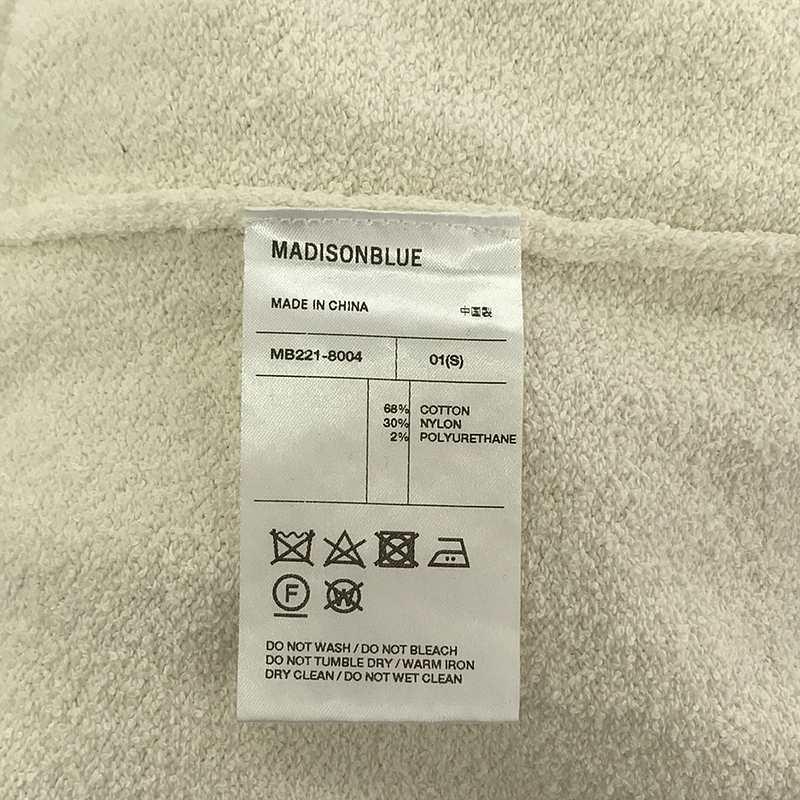 MADISONBLUE
MADE IN CHINA 中国製
MB221-8004 01(S)
68% COTTON
30% NYLON
2% POLYURETHANE
F W
DO NOT WASH / DO NOT BLEACH
DO NOT TUMBLE DRY / WARM IRON
DRY CLEAN / DO NOT WET CLEAN